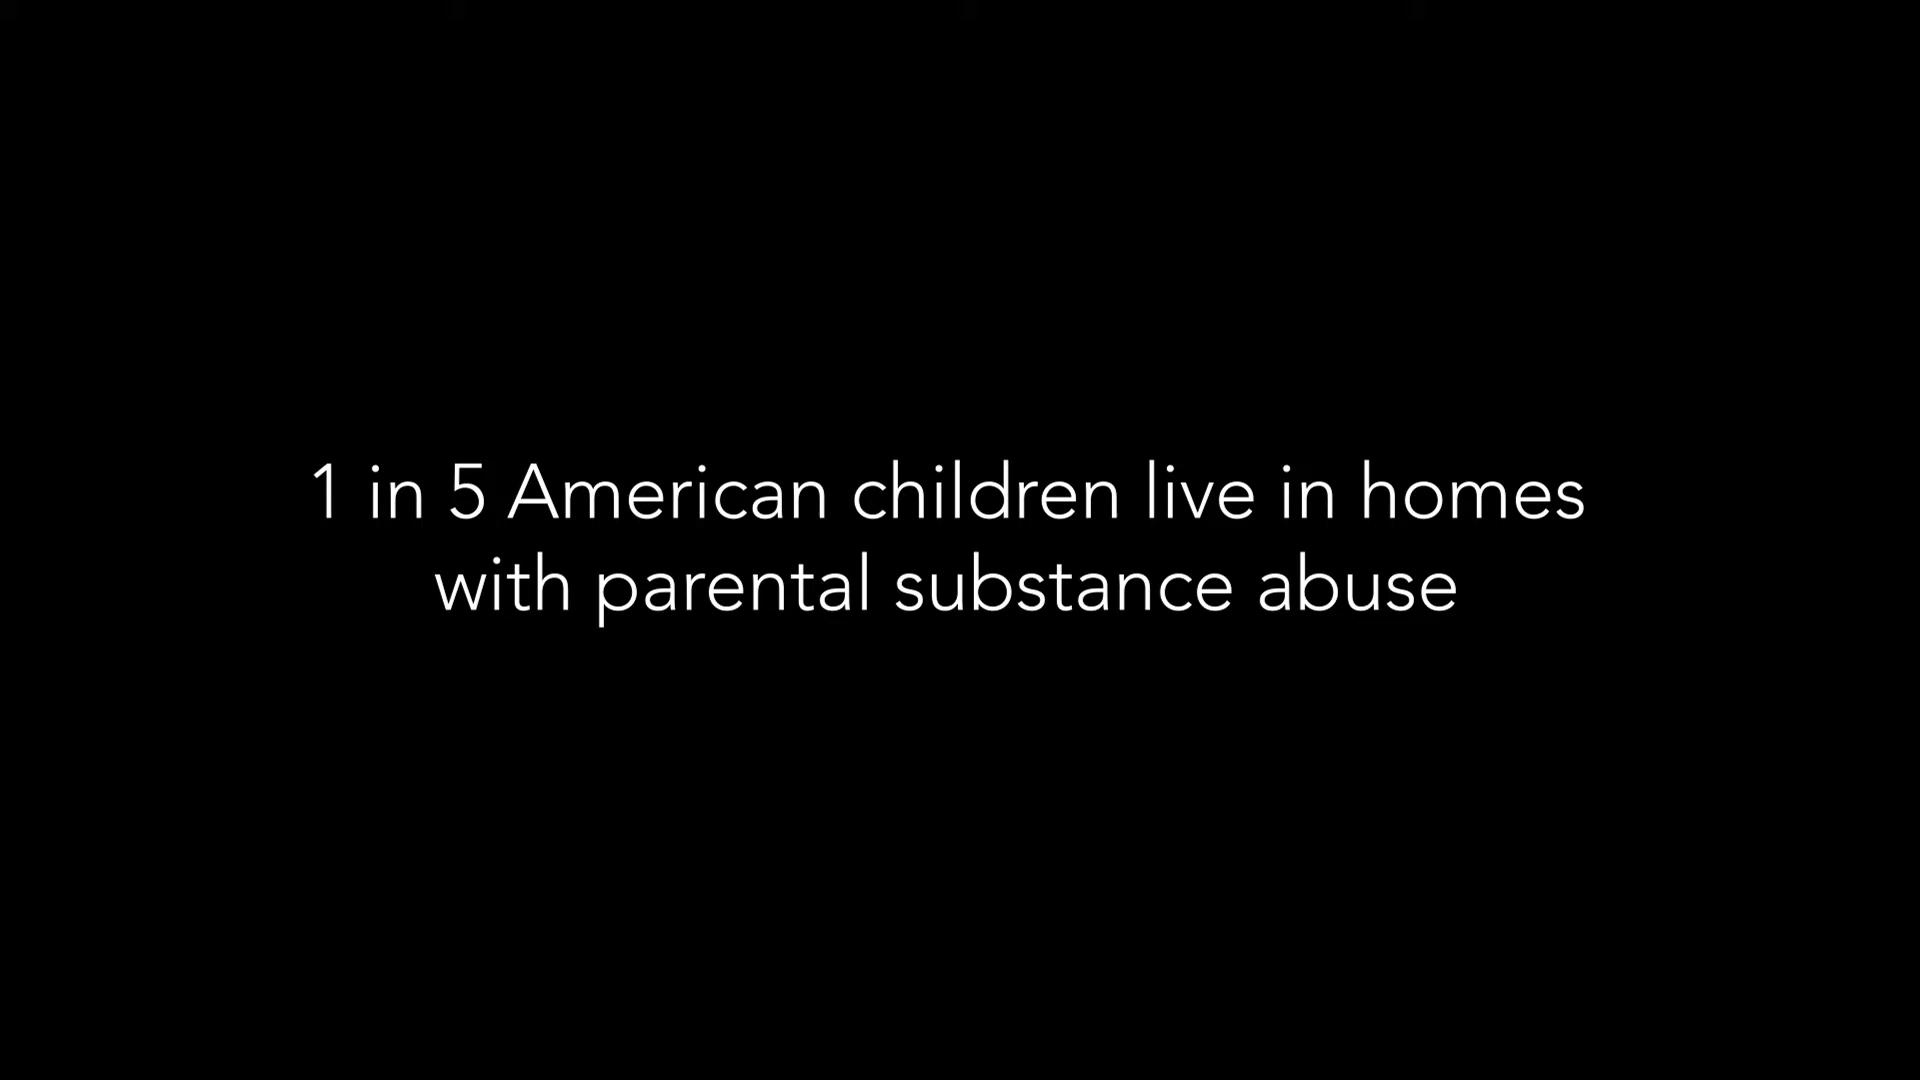 1 in 5 American children live in homes
with parental substance abuse